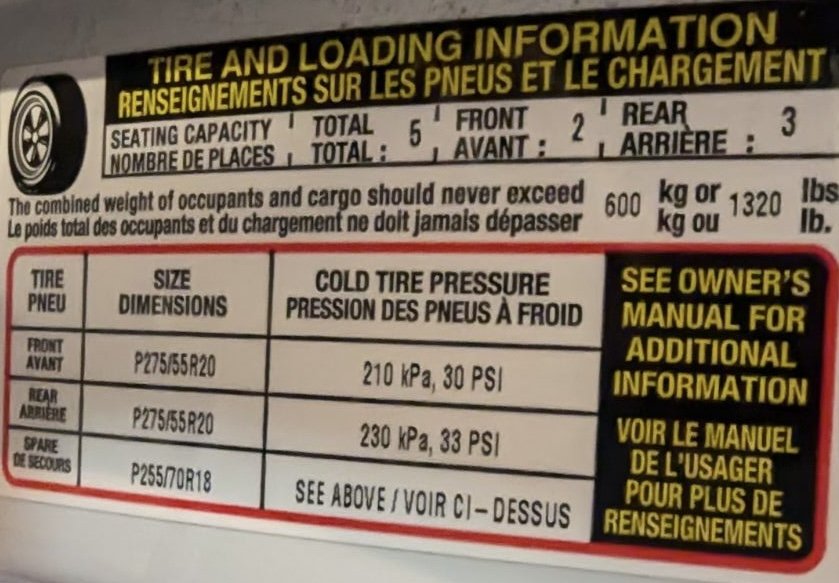 TIRE AND LOADING INFORMATION
RENSEIGNEMENTS SUR LES PNEUS ET LE CHARGEMENT
SEATING CAPACITY TOTAL 5 FRONT 2 REAR 3
NOMBRE DE PLACES TOTAL : AVANT : ARRIÈRE :
The combined weight of occupants and cargo should never exceed 600 kg or 1320 lbs
Le poids total des occupants et du chargement ne doit jamais dépasser kg ou lb.
TIRE SIZE COLD TIRE PRESSURE
PNEU DIMENSIONS PRESSION DES PNEUS À FROID
FRONT
AVANT P275/55R20 210 kPa, 30 PSI
REAR
ARRIÈRE P275/55R20 230 kPa, 33 PSI
SPARE
DE SECOURS P255/70R18 SEE ABOVE / VOIR CI-DESSUS
SEE OWNER'S
MANUAL FOR
ADDITIONAL
INFORMATION
VOIR LE MANUEL
DE L'USAGER
POUR PLUS DE
RENSEIGNEMENTS